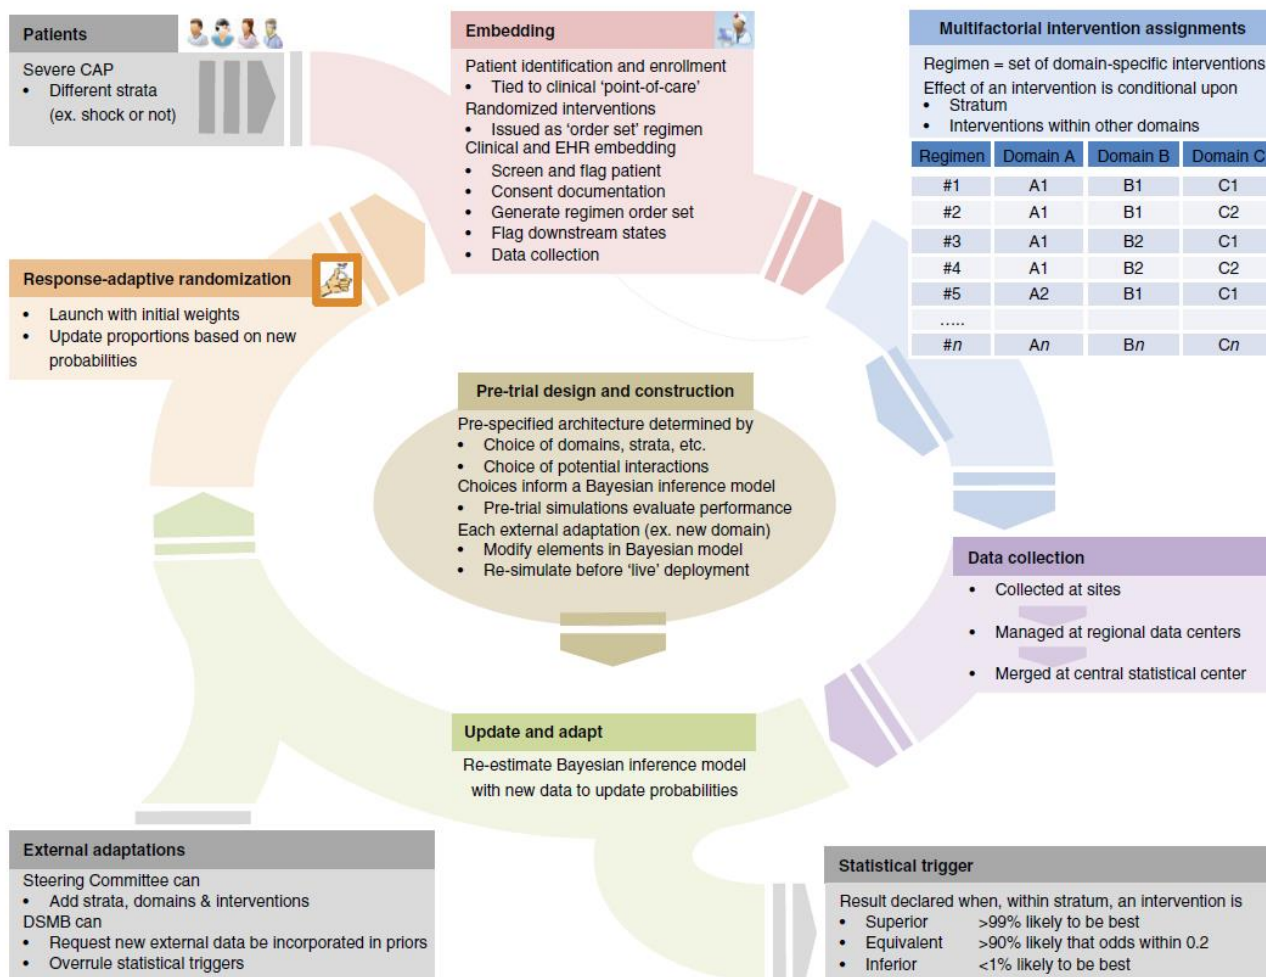 Patients
Severe CAP
• Different strata
(ex. shock or not)
Embedding
Patient identification and enrollment
• Tied to clinical ‘point-of-care’
Randomized interventions
• Issued as ‘order set’ regimen
Clinical and EHR embedding
• Screen and flag patient
• Consent documentation
• Generate regimen order set
• Flag downstream states
• Data collection
Multifactorial intervention assignments
Regimen = set of domain-specific interventions
Effect of an intervention is conditional upon
• Stratum
• Interventions within other domains
Regimen Domain A Domain B Domain C
#1 A1 B1 C1
#2 A1 B1 C2
#3 A1 B2 C1
#4 A1 B2 C2
#5 A2 B1 C1
.....
#n An Bn Cn
Response-adaptive randomization
• Launch with initial weights
• Update proportions based on new
probabilities
Pre-trial design and construction
Pre-specified architecture determined by
• Choice of domains, strata, etc.
• Choice of potential interactions
Choices inform a Bayesian inference model
• Pre-trial simulations evaluate performance
Each external adaptation (ex. new domain)
• Modify elements in Bayesian model
• Re-simulate before ‘live’ deployment
Data collection
• Collected at sites
• Managed at regional data centers
• Merged at central statistical center
Update and adapt
Re-estimate Bayesian inference model
with new data to update probabilities
External adaptations
Steering Committee can
• Add strata, domains & interventions
DSMB can
• Request new external data be incorporated in priors
• Overrule statistical triggers
Statistical trigger
Result declared when, within stratum, an intervention is
• Superior >99% likely to be best
• Equivalent >90% likely that odds within 0.2
• Inferior <1% likely to be best